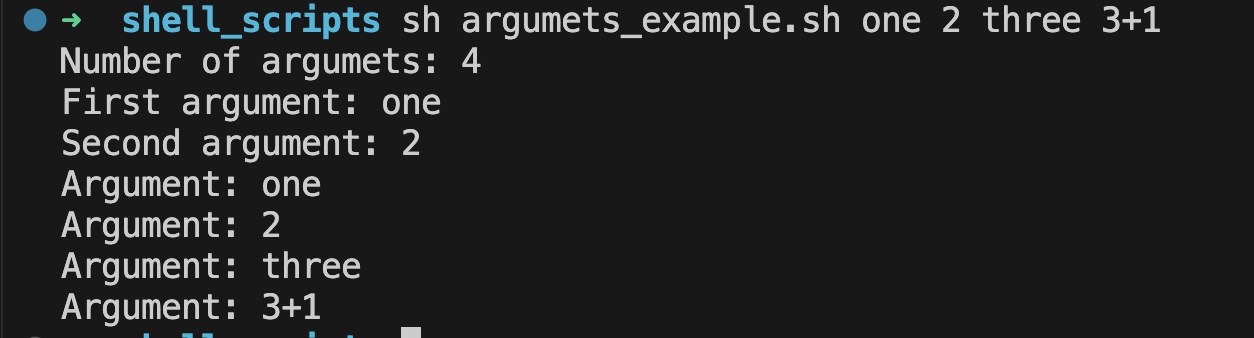 → shell_scripts sh argumets_example.sh one 2 three 3+1
Number of argumets: 4
First argument: one
Second argument: 2
Argument: one
Argument: 2
Argument: three
Argument: 3+1